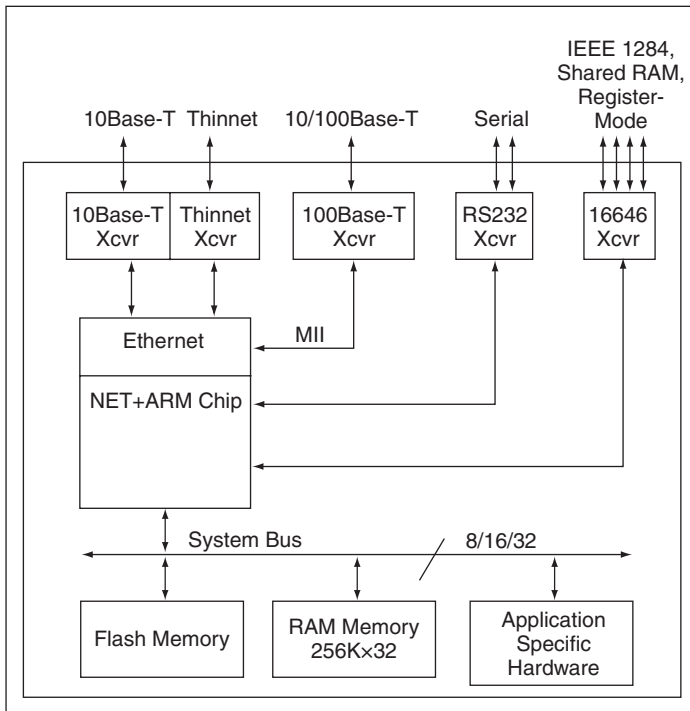 IEEE 1284,
Shared RAM,
Register-
Mode
10Base-T Thinnet 10/100Base-T Serial
10Base-T
Xcvr
Thinnet
Xcvr
100Base-T
Xcvr
RS232
Xcvr
16646
Xcvr
Ethernet
MII
NET+ARM Chip
System Bus 8/16/32
Flash Memory
RAM Memory
256K×32
Application
Specific
Hardware